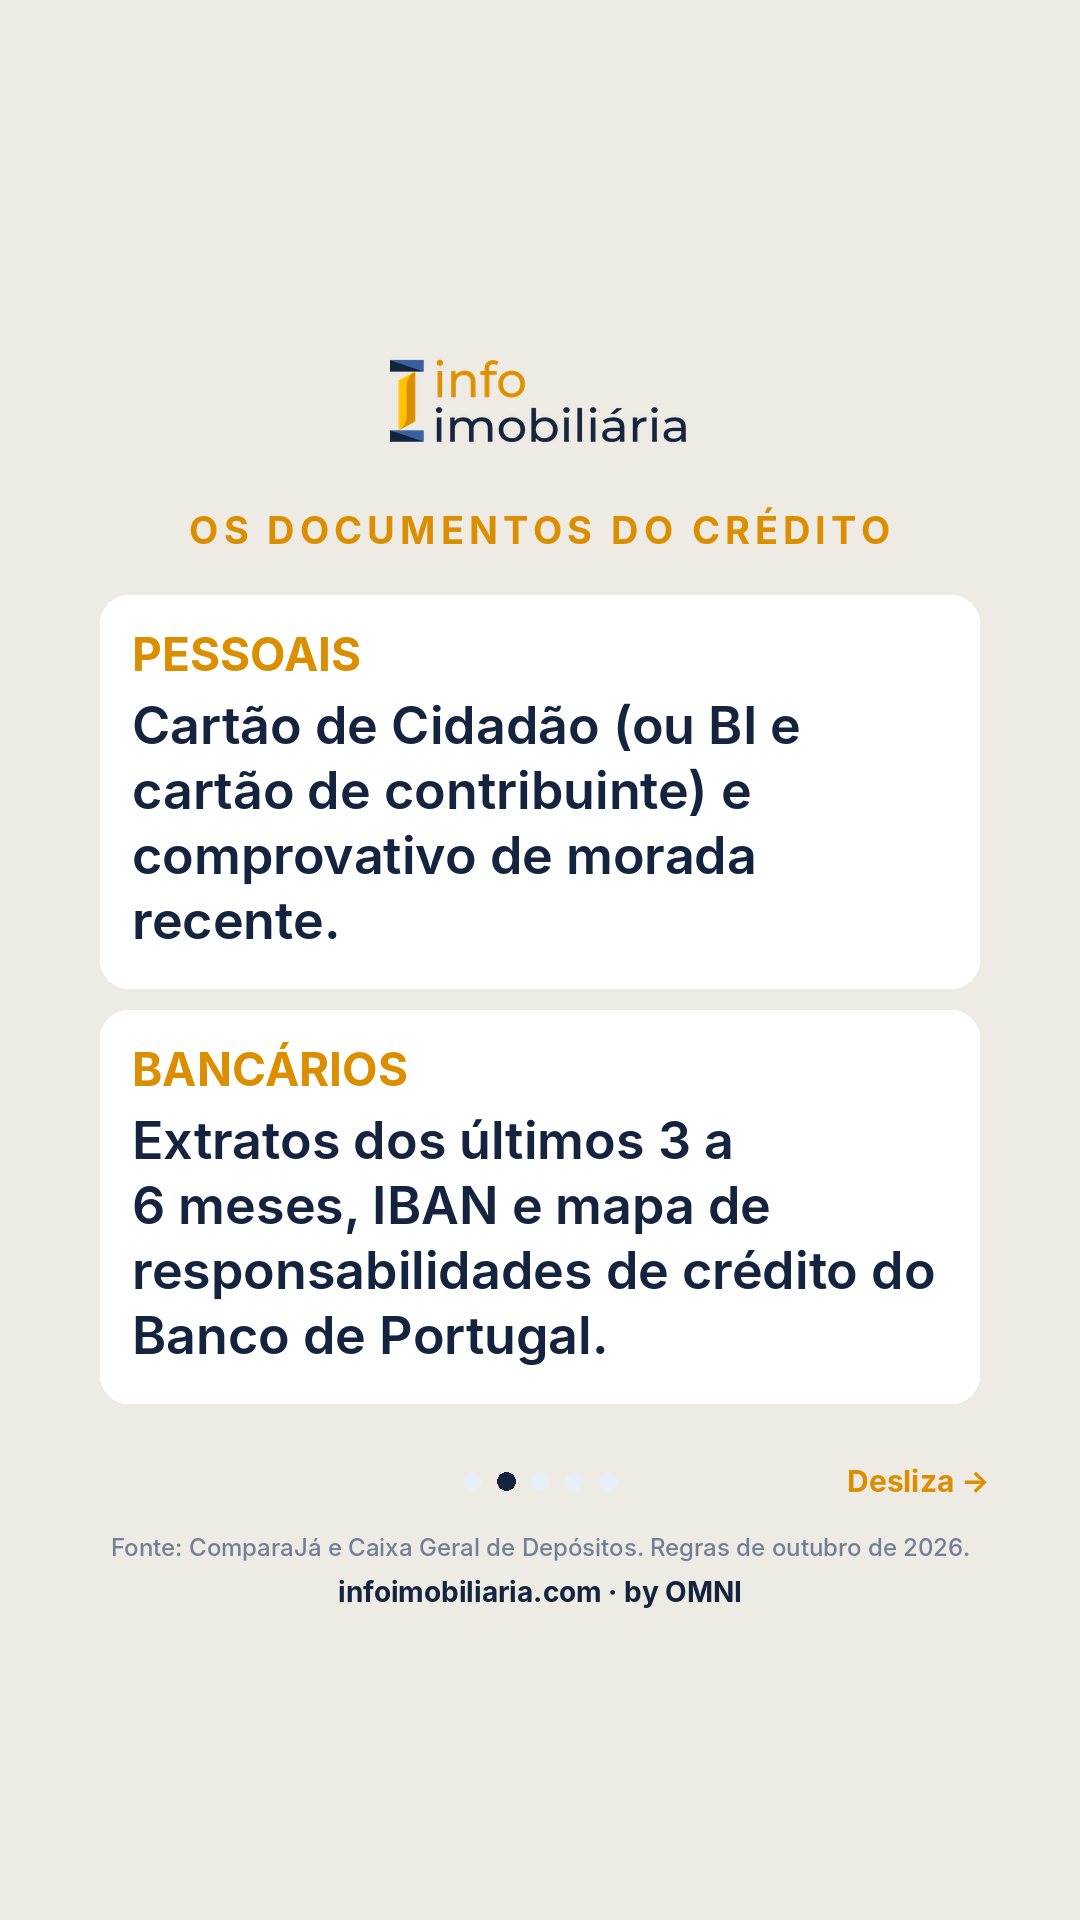 info
imobiliária
OS DOCUMENTOS DO CRÉDITO
PESSOAIS
Cartão de Cidadão (ou BI e
cartão de contribuinte) e
comprovativo de morada
recente.
BANCÁRIOS
Extratos dos últimos 3 a
6 meses, IBAN e mapa de
responsabilidades de crédito do
Banco de Portugal.
Desliza →
Fonte: ComparaJá e Caixa Geral de Depósitos. Regras de outubro de 2026.
infoimobiliaria.com · by OMNI